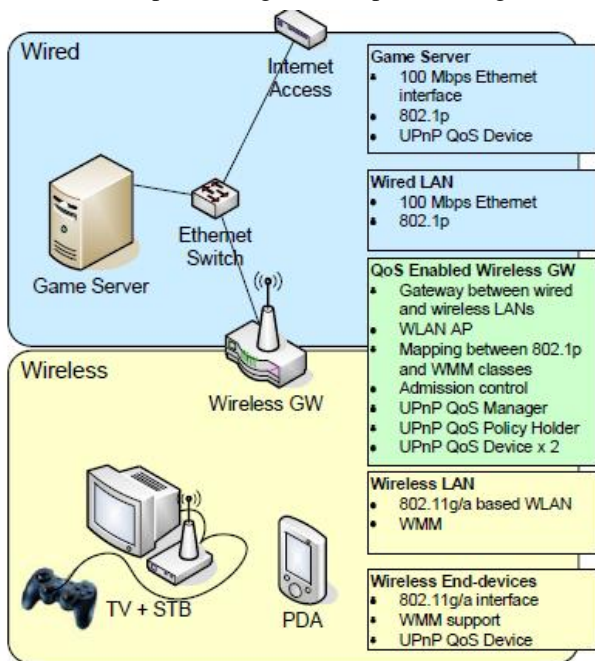 Wired
Internet
Access
Ethernet
Switch
Game Server
Wireless GW
Wireless
TV + STB
PDA
Game Server
• 100 Mbps Ethernet
interface
• 802.1p
• UPnP QoS Device
Wired LAN
• 100 Mbps Ethernet
• 802.1p
QoS Enabled Wireless GW
• Gateway between wired
and wireless LANs
• WLAN AP
• Mapping between 802.1p
and WMM classes
• Admission control
• UPnP QoS Manager
• UPnP QoS Policy Holder
• UPnP QoS Device x 2
Wireless LAN
• 802.11g/a based WLAN
• WMM
Wireless End-devices
• 802.11g/a interface
• WMM support
• UPnP QoS Device